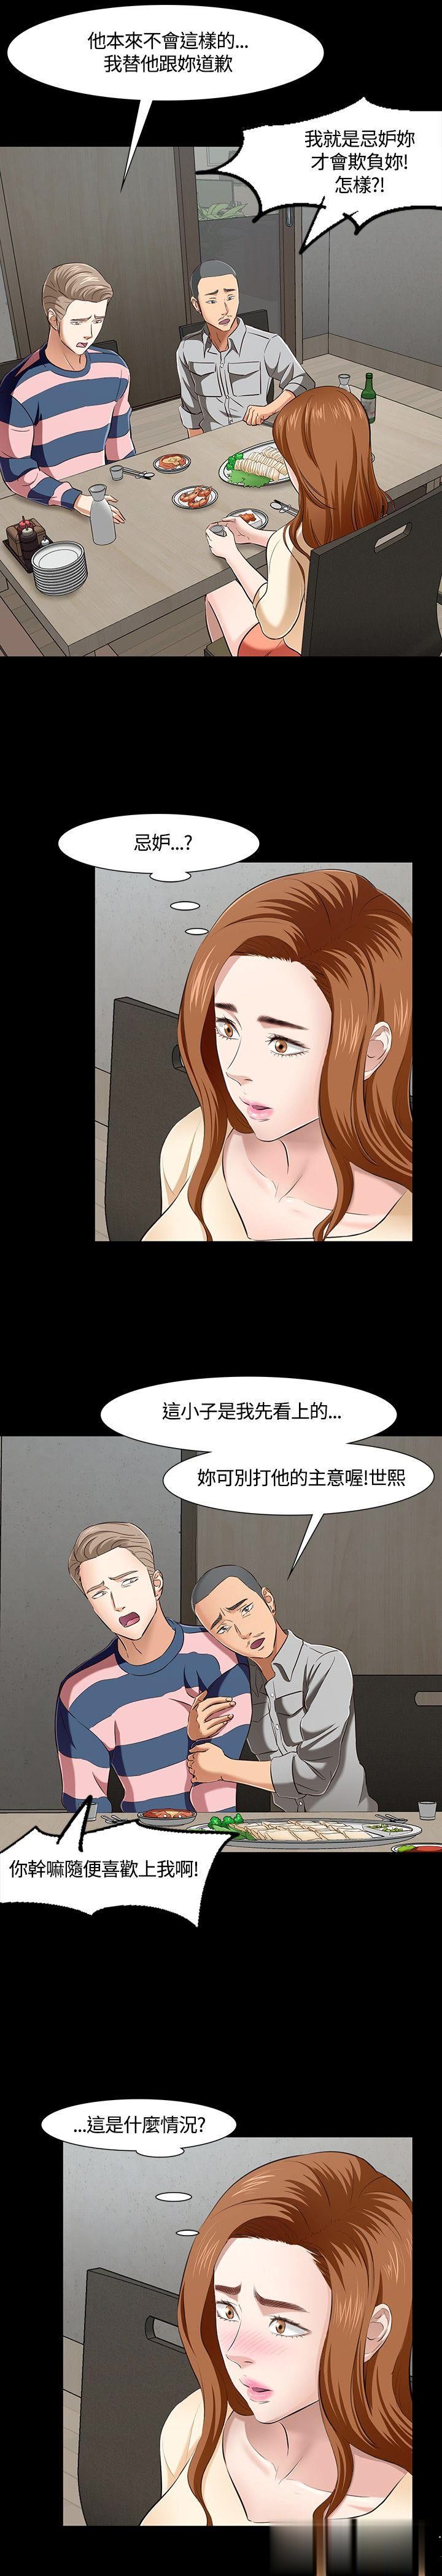 他本來不會這樣的...
我替他跟妳道歉
我就是忌妒妳
才會欺負妳!
怎樣?!
忌妒...?
這小子是我先看上的...
妳可別打他的主意喔!世熙
你幹嘛隨便喜歡上我啊!
...這是什麼情況?